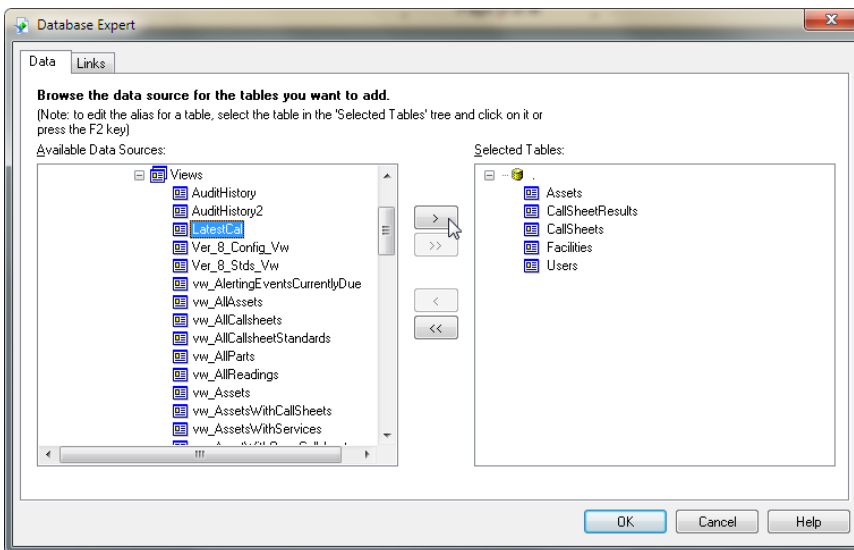 Database Expert
Data
Links
Browse the data source for the tables you want to add.
(Note: to edit the alias for a table, select the table in the 'Selected Tables' tree and click on it or
press the F2 key)
Available Data Sources:
Views
AuditHistory
AuditHistory2
LatestCal
Ver_8_Config_Vw
Ver_8_Stds_Vw
vw_AlertingEventsCurrentlyDue
vw_AllAssets
vw_AllCallsheets
vw_AllCallsheetStandards
vw_AllParts
vw_AllReadings
vw_Assets
vw_AssetsWithCallSheets
vw_AssetsWithServices
>
>>
<
<<
Selected Tables:
.
Assets
CallSheetResults
CallSheets
Facilities
Users
OK
Cancel
Help